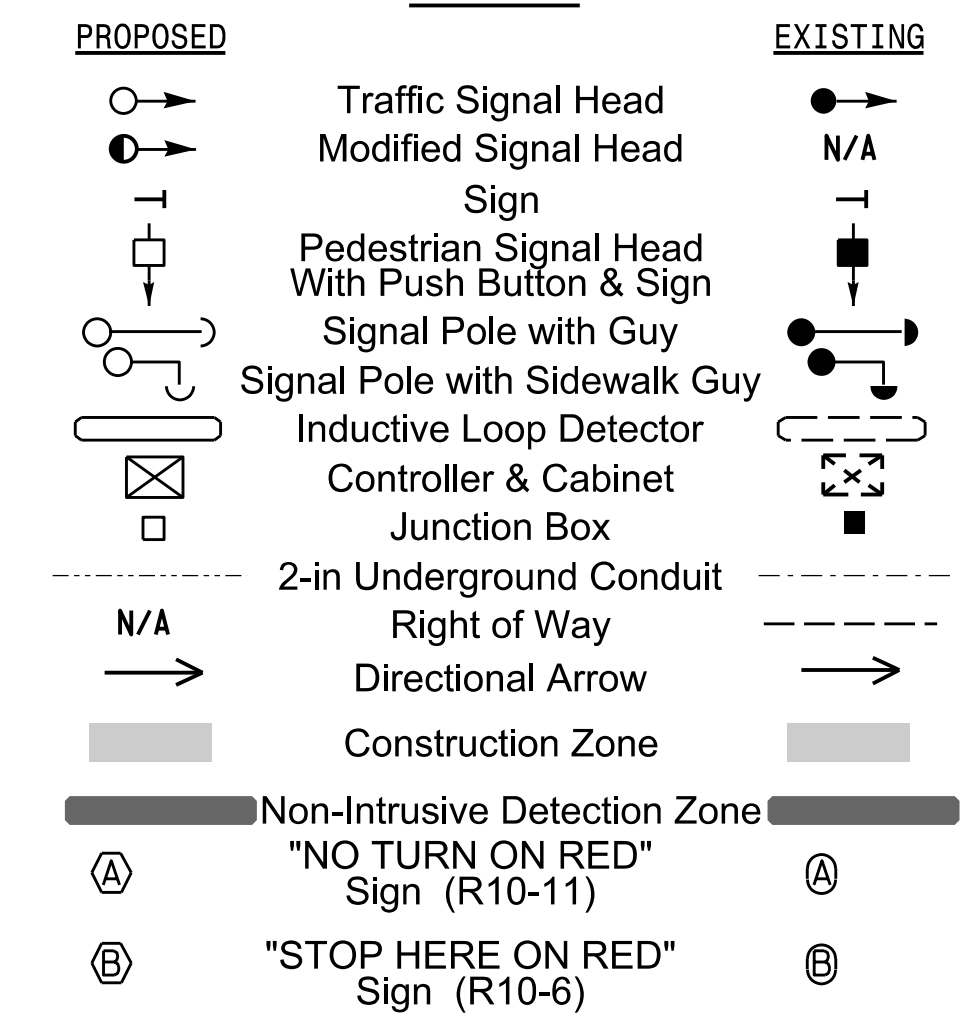 PROPOSED EXISTING
Traffic Signal Head
Modified Signal Head N/A
Sign
Pedestrian Signal Head
With Push Button & Sign
Signal Pole with Guy
Signal Pole with Sidewalk Guy
Inductive Loop Detector
Controller & Cabinet
Junction Box
2-in Underground Conduit
N/A Right of Way
Directional Arrow
Construction Zone
Non-Intrusive Detection Zone
A "NO TURN ON RED" A
Sign (R10-11)
B "STOP HERE ON RED" B
Sign (R10-6)